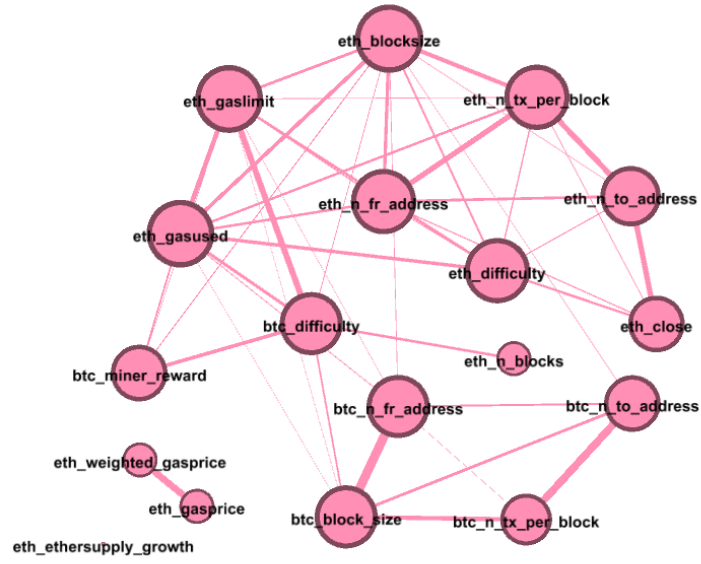 eth_blocksize
eth_gaslimit
eth_n_tx_per_block
eth_n_fr_address
eth_n_to_address
eth_gasused
eth_difficulty
btc_difficulty
eth_close
eth_n_blocks
btc_miner_reward
btc_n_fr_address
btc_n_to_address
eth_weighted_gasprice
eth_gasprice
btc_block_size
btc_n_tx_per_block
eth_ethersupply_growth